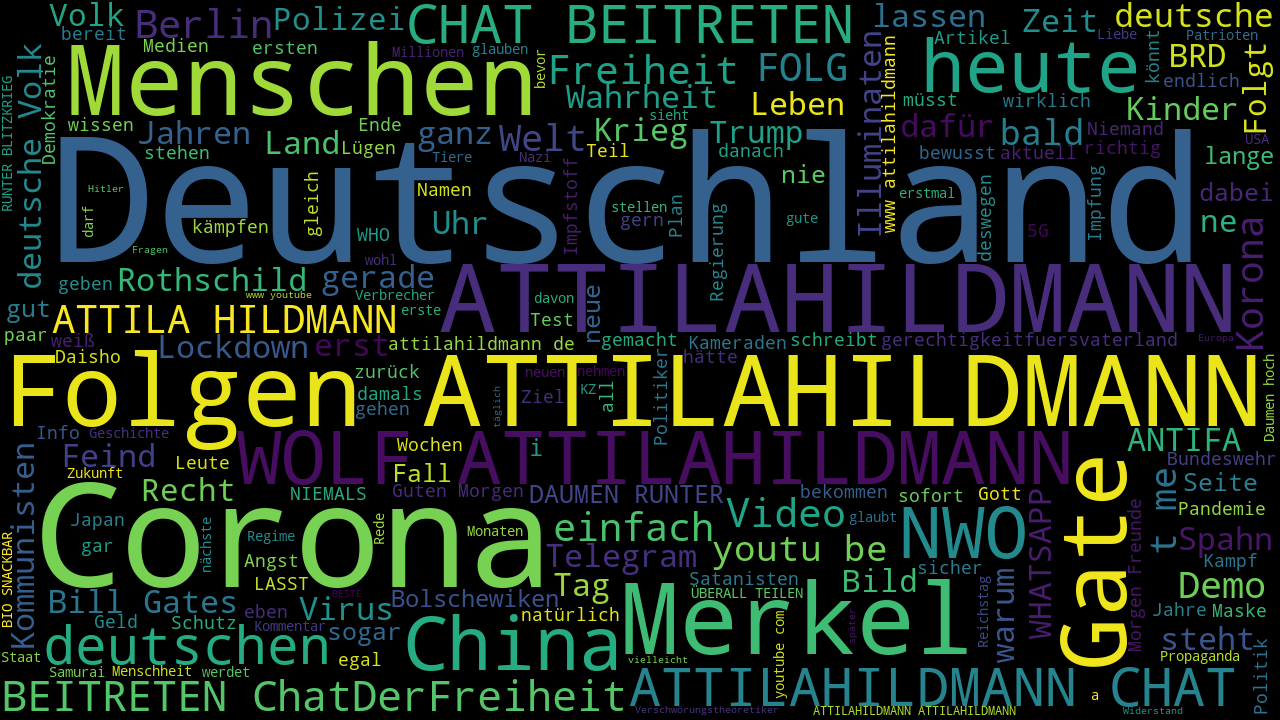 Volk
bereit
Berlin
Polizei
CHAT BEITRETEN
lassen
Zeit
deutsche
Medien
ersten
Millionen
glauben
Artikel
Liebe
Patrioten
Menschen
bevor
Freiheit
FOLG
heute
könnt
BRD
endlich
Folgt
RUNTER BLITZKRIEG
deutsche Volk
Demokratie
Wahrheit
Leben
Illuminaten
www attilahildmann
müsst
wirklich
Kinder
wissen
Jahren
Ende
sieht
Land
Lügen
ganz
Welt
Krieg
Trump
dafür
bald
Niemand
USA
stehen
Tiere
Nazi
Teil
danach
bewusst
aktuell
richtig
lange
Deutschland
Hitler
gleich
Namen
Impfstoff
nie
erstmal
deswegen
Impfung
dabei
darf
kämpfen
Uhr
stellen
gern
Plan
gute
5G
ne
Fragen
WHO
wohl
Regierung
Korona
geben
Rothschild
gerade
ATTILAHILDMANN
www youtube
Verbrecher
davon
neue
gut
ATTILA HILDMANN
erste
Test
paar
weiß
Lockdown
erst
attilahildmann de
gemacht
Kameraden
schreibt
gerechtigkeitfuersvaterland
Europa
Daisho
hätte
Politiker
Folgen ATTILAHILDMANN
Daumen hoch
zurück
damals
gehen
täglich
neuen
nehmen
Ziel
KZ
all
Info
Geschichte
Feind
WOLF ATTILAHILDMANN
Wochen
i
ANTIFA
Bundeswehr
Kommunisten
Zukunft
Leute
Fall
me
t
Seite
Recht
NIEMALS
Guten Morgen
DAUMEN RUNTER
bekommen
sofort
Gott
Gate
Pandemie
Corona
Japan
gar
nächste
Regime
Rede
Monaten
einfach
Video
glaubt
NWO
WHATSAPP
Morgen Freunde
Spahn
Angst
Telegram
youtu be
sicher
Kampf
BIO SNACKBAR
LASST
Tag
Satanisten
Bild
Demo
Bill Gates
eben
BESTE
Bolschewiken
ÜBERALL TEILEN
Merkel
Reichstag
warum
Jahre
Maske
Geld
Schutz
Kommentar
Virus
natürlich
später
deutschen
sogar
China
steht
Staat
egal
vielleicht
youtube com
Propaganda
Politik
Samurai
Menschheit
werdet
BEITRETEN ChatDerFreiheit
ATTILAHILDMANN CHAT
a
Verschwörungstheoretiker
ATTILAHILDMANN ATTILAHILDMANN
Widerstand